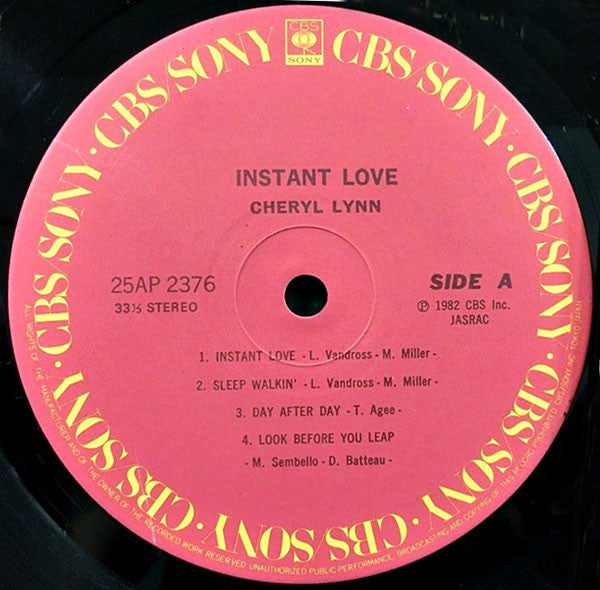 CBS
SONY
CBS/SONY · CBS/SONY · CBS/SONY · CBS/SONY · CBS/SONY · CBS/SONY · CBS/SONY · CBS/SONY
INSTANT LOVE
CHERYL LYNN
25AP 2376
33⅓ STEREO
SIDE A
Ⓟ 1982 CBS Inc.
JASRAC
1. INSTANT LOVE - L. Vandross - M. Miller -
2. SLEEP WALKIN' - L. Vandross - M. Miller -
3. DAY AFTER DAY - T. Agee -
4. LOOK BEFORE YOU LEAP
- M. Sembello - D. Batteau -
ALL RIGHTS OF THE MANUFACTURER AND OF THE OWNER OF THE RECORDED WORK RESERVED UNAUTHORIZED PUBLIC PERFORMANCE, BROADCASTING AND COPYING OF THIS RECORD PROHIBITED CBS/SONY INC. TOKYO JAPAN